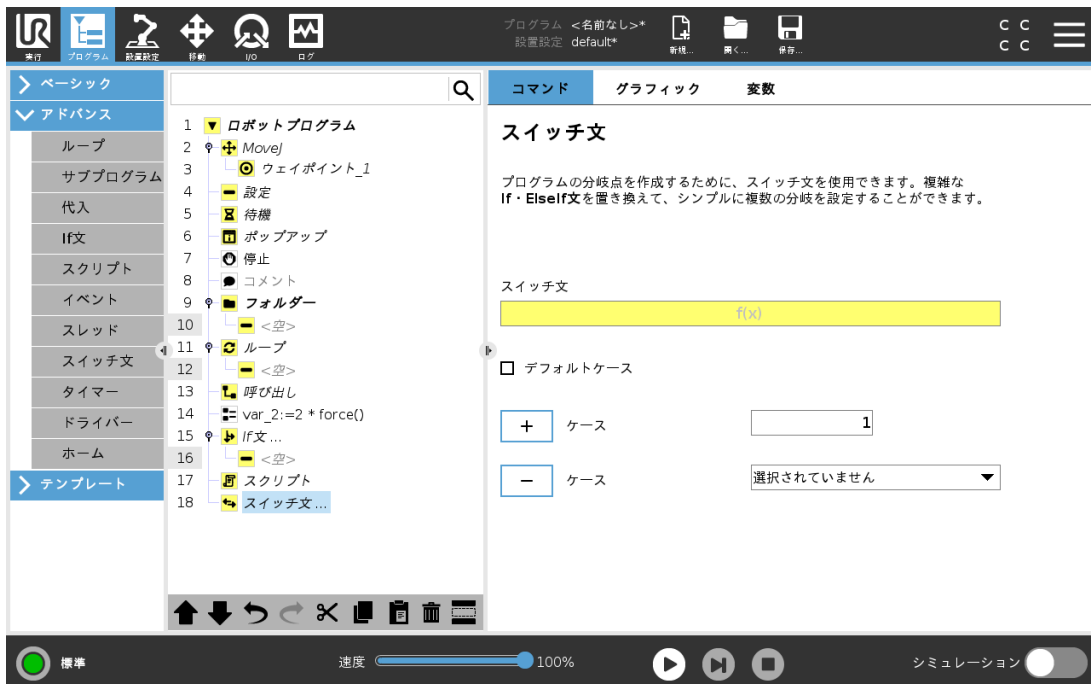 プログラム <名前なし>*
設置設定 default*
実行
プログラム
設置設定
移動
I/O
ログ
新規...
開く...
保存...
C C
C C
ベーシック
アドバンス
ループ
サブプログラム
代入
If文
スクリプト
イベント
スレッド
スイッチ文
タイマー
ドライバー
ホーム
テンプレート
1 ロボットプログラム
2 MoveJ
3 ウェイポイント_1
4 設定
5 待機
6 ポップアップ
7 停止
8 コメント
9 フォルダー
10 <空>
11 ループ
12 <空>
13 呼び出し
14 var_2:=2 * force()
15 If文 ...
16 <空>
17 スクリプト
18 スイッチ文 ...
コマンド グラフィック 変数
スイッチ文
プログラムの分岐点を作成するために、スイッチ文を使用できます。複雑な
If・ElseIf文を置き換えて、シンプルに複数の分岐を設定することができます。
スイッチ文
f(x)
デフォルトケース
+ ケース 1
− ケース 選択されていません
標準
速度 100%
シミュレーション